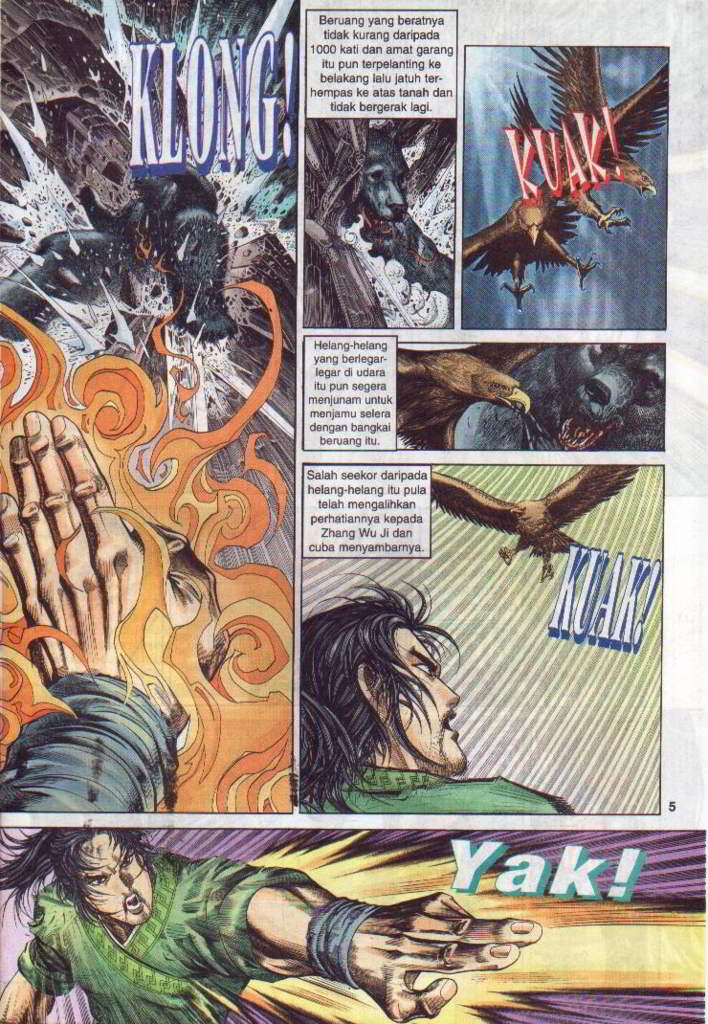 KLONG!
Beruang yang beratnya
tidak kurang daripada
1000 kati dan amat garang
itu pun terpelanting ke
belakang lalu jatuh ter-
hempas ke atas tanah dan
tidak bergerak lagi.
KUAK!
Helang-helang
yang berlegar-
legar di udara
itu pun segera
menjunam untuk
menjamu selera
dengan bangkai
beruang itu.
Salah seekor daripada
helang-helang itu pula
telah mengalihkan
perhatiannya kepada
Zhang Wu Ji dan
cuba menyambarnya.
KUAK!
5
Yak!